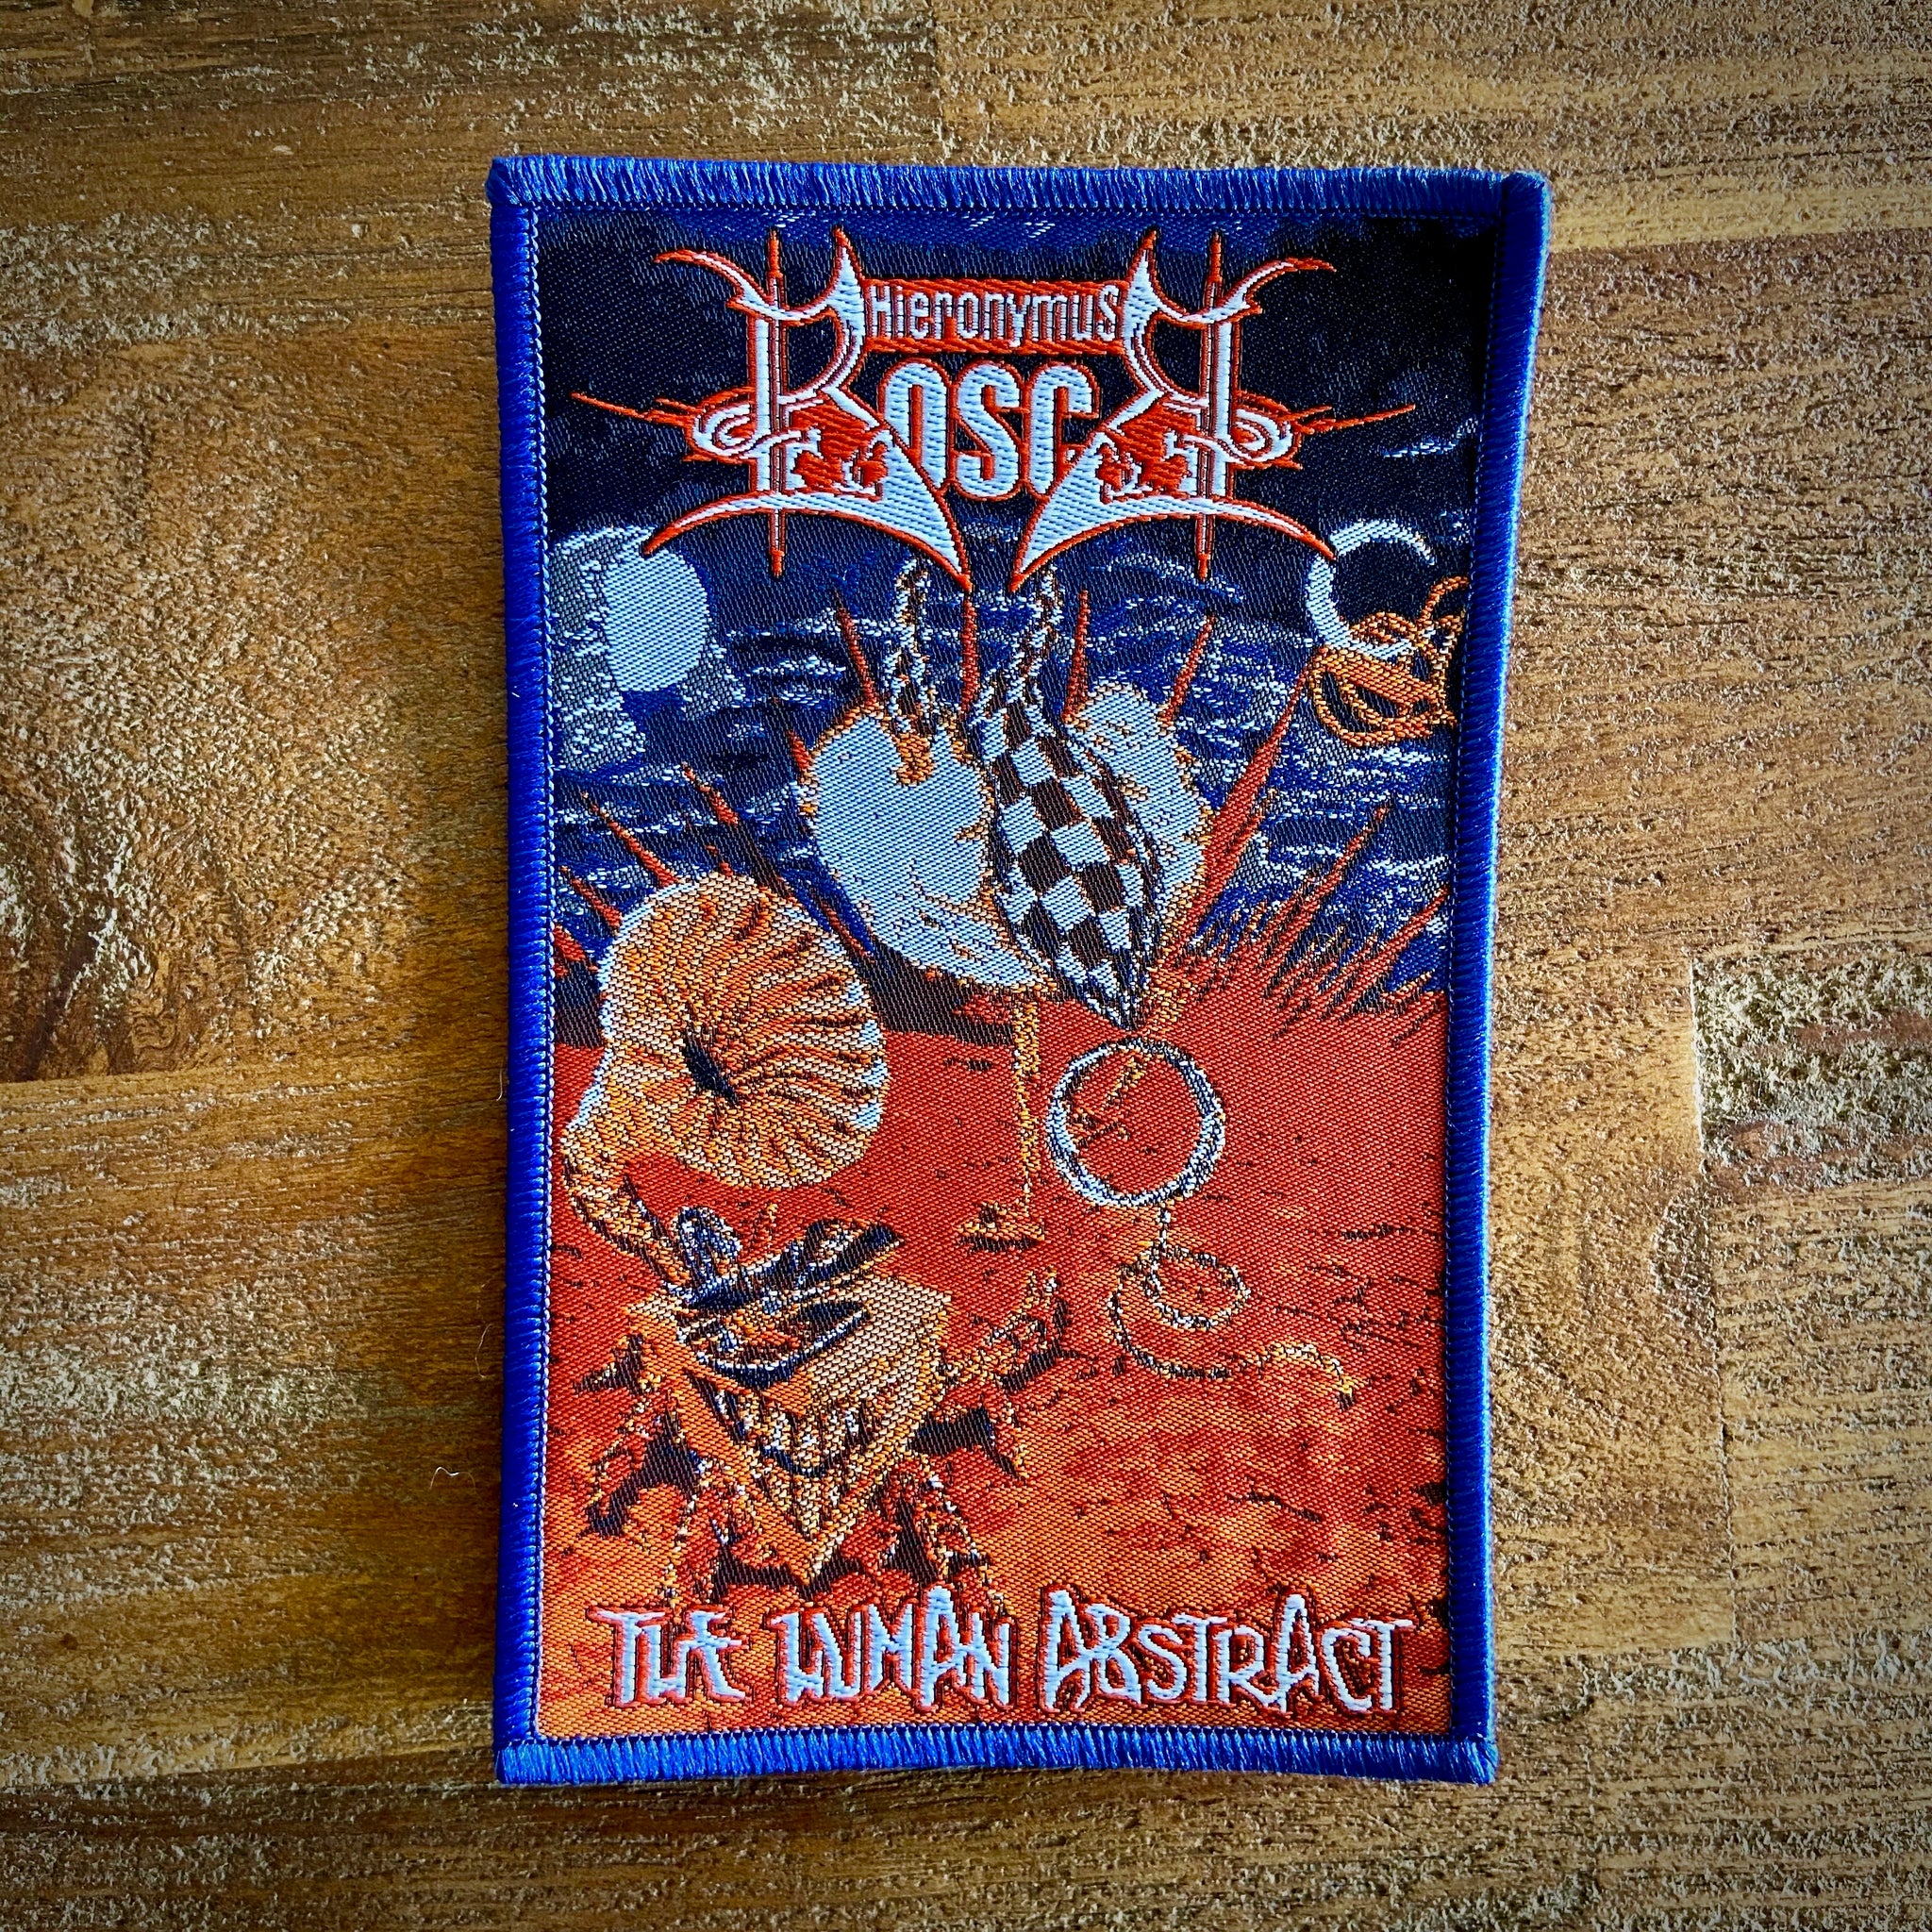 Hieronymus
BOSCH
THE HUMAN ABSTRACT